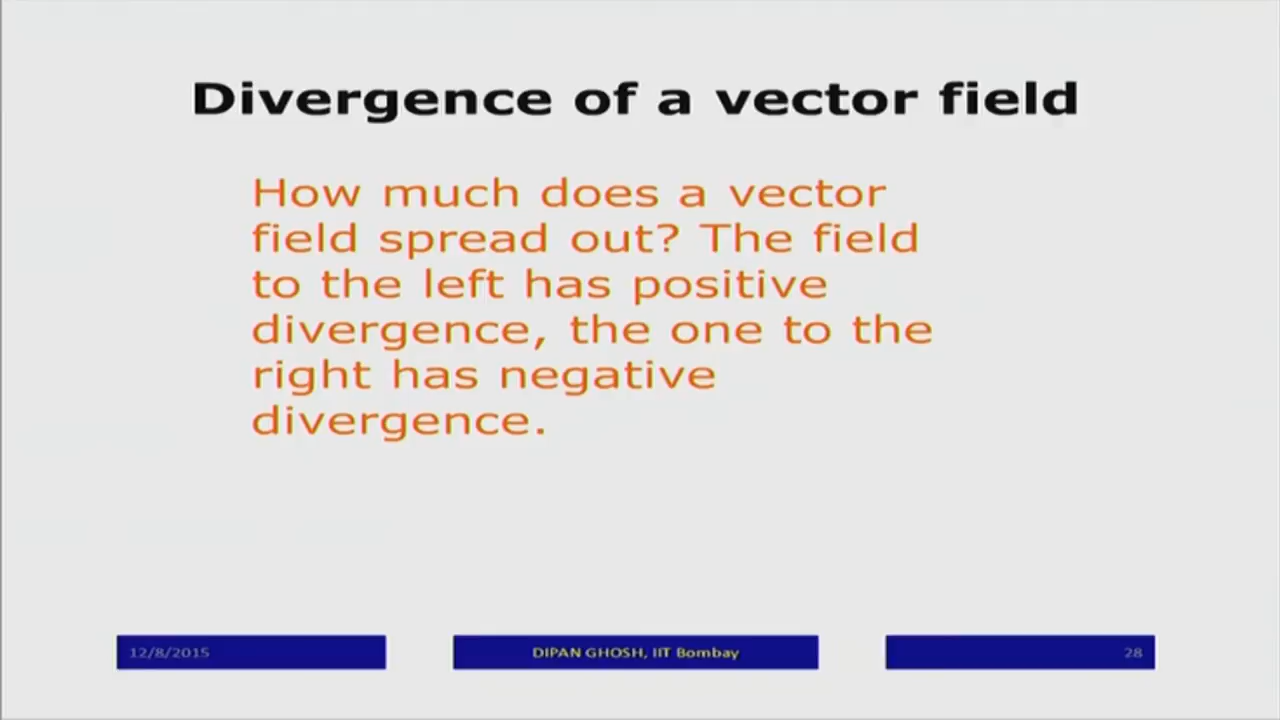 Divergence of a vector field
How much does a vector
field spread out? The field
to the left has positive
divergence, the one to the
right has negative
divergence.
12/8/2015
DIPAN GHOSH, IIT Bombay
28